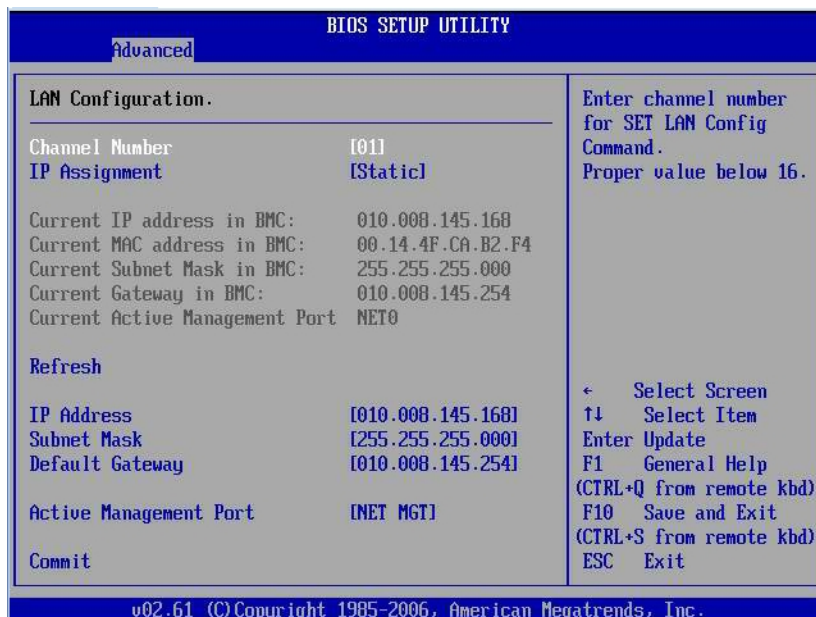 BIOS SETUP UTILITY
Advanced
LAN Configuration.
Channel Number [01]
IP Assignment [Static]
Current IP address in BMC: 010.008.145.168
Current MAC address in BMC: 00.14.4F.CA.B2.F4
Current Subnet Mask in BMC: 255.255.255.000
Current Gateway in BMC: 010.008.145.254
Current Active Management Port NET0
Refresh
IP Address [010.008.145.168]
Subnet Mask [255.255.255.000]
Default Gateway [010.008.145.254]
Active Management Port [NET MGT]
Commit
Enter channel number
for SET LAN Config
Command.
Proper value below 16.
← Select Screen
↑↓ Select Item
Enter Update
F1 General Help
(CTRL+Q from remote kbd)
F10 Save and Exit
(CTRL+S from remote kbd)
ESC Exit
v02.61 (C)Copyright 1985-2006, American Megatrends, Inc.